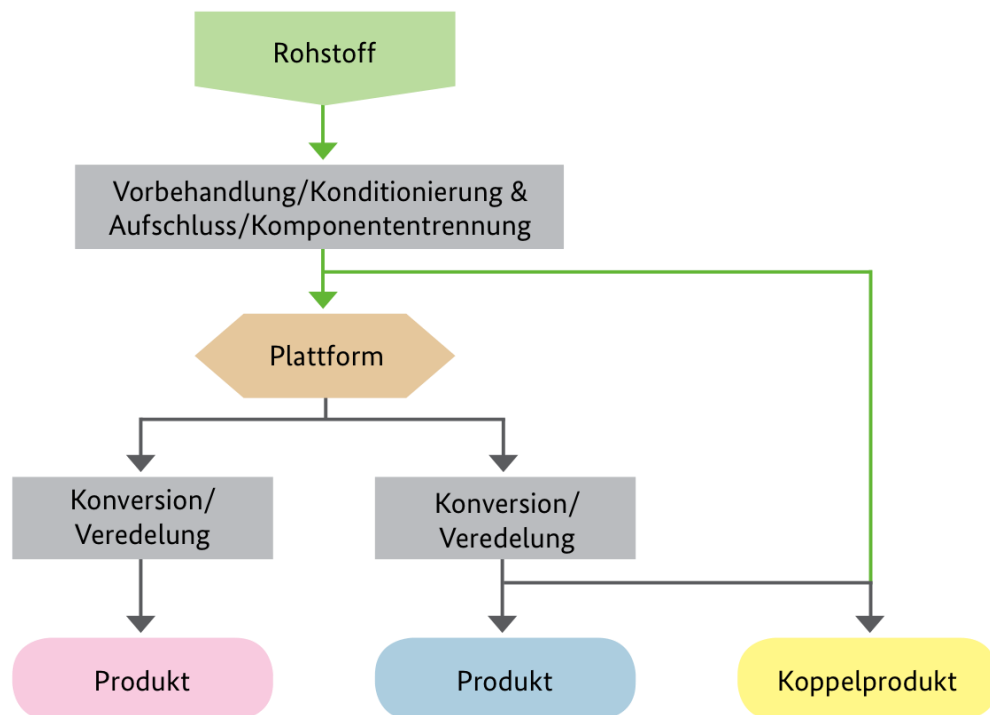 Rohstoff
Vorbehandlung/Konditionierung &
Aufschluss/Komponententrennung
Plattform
Konversion/
Veredelung
Konversion/
Veredelung
Produkt
Produkt
Koppelprodukt